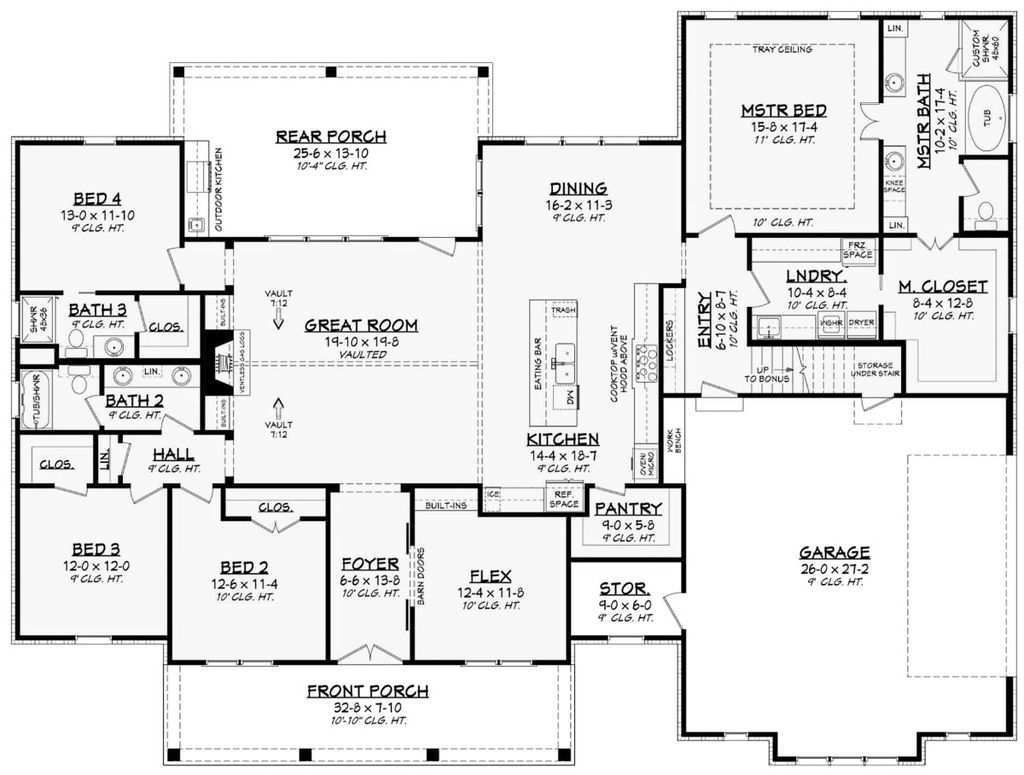 TRAY CEILING
MSTR BED
15-8 x 17-4
11' CLG. HT.
10' CLG. HT.
LIN.
CUSTOM
SHWR.
48x60
MSTR BATH
10-2 x 17-4
10' CLG. HT.
TUB
KNEE
SPACE
LIN.
REAR PORCH
25-6 x 13-10
10'-4" CLG. HT.
OUTDOOR KITCHEN
BED 4
13-0 x 11-10
9' CLG. HT.
DINING
16-2 x 11-3
9' CLG. HT.
FRZ.
SPACE
LNDRY.
10-4 x 8-4
10' CLG. HT.
WSHR
DRYER
M. CLOSET
8-4 x 12-8
10' CLG. HT.
ENTRY
6-10 x 8-7
10' CLG. HT.
LOCKERS
SHWR
48x36
BATH 3
9' CLG. HT.
CLOS.
BUILT-INS
VENTLESS GAS LOGS
BUILT-INS
VAULT
7:12
GREAT ROOM
19-10 x 19-8
VAULTED
VAULT
7:12
TRASH
EATING BAR
DW
COOKTOP w/VENT
HOOD ABOVE
UP
TO BONUS
STORAGE
UNDER STAIR
TUB/SHWR
LIN.
BATH 2
9' CLG. HT.
KITCHEN
14-4 x 18-7
9' CLG. HT.
OVEN/
MICRO
WORK
BENCH
CLOS.
LIN.
HALL
9' CLG. HT.
ICE
REF.
SPACE
PANTRY
9-0 x 5-8
9' CLG. HT.
CLOS.
BUILT-INS
BED 3
12-0 x 12-0
9' CLG. HT.
BED 2
12-6 x 11-4
10' CLG. HT.
FOYER
6-6 x 13-8
10' CLG. HT.
BARN DOORS
FLEX
12-4 x 11-8
10' CLG. HT.
STOR.
9-0 x 6-0
9' CLG. HT.
GARAGE
26-0 x 27-2
9' CLG. HT.
FRONT PORCH
32-8 x 7-10
10'-10" CLG. HT.